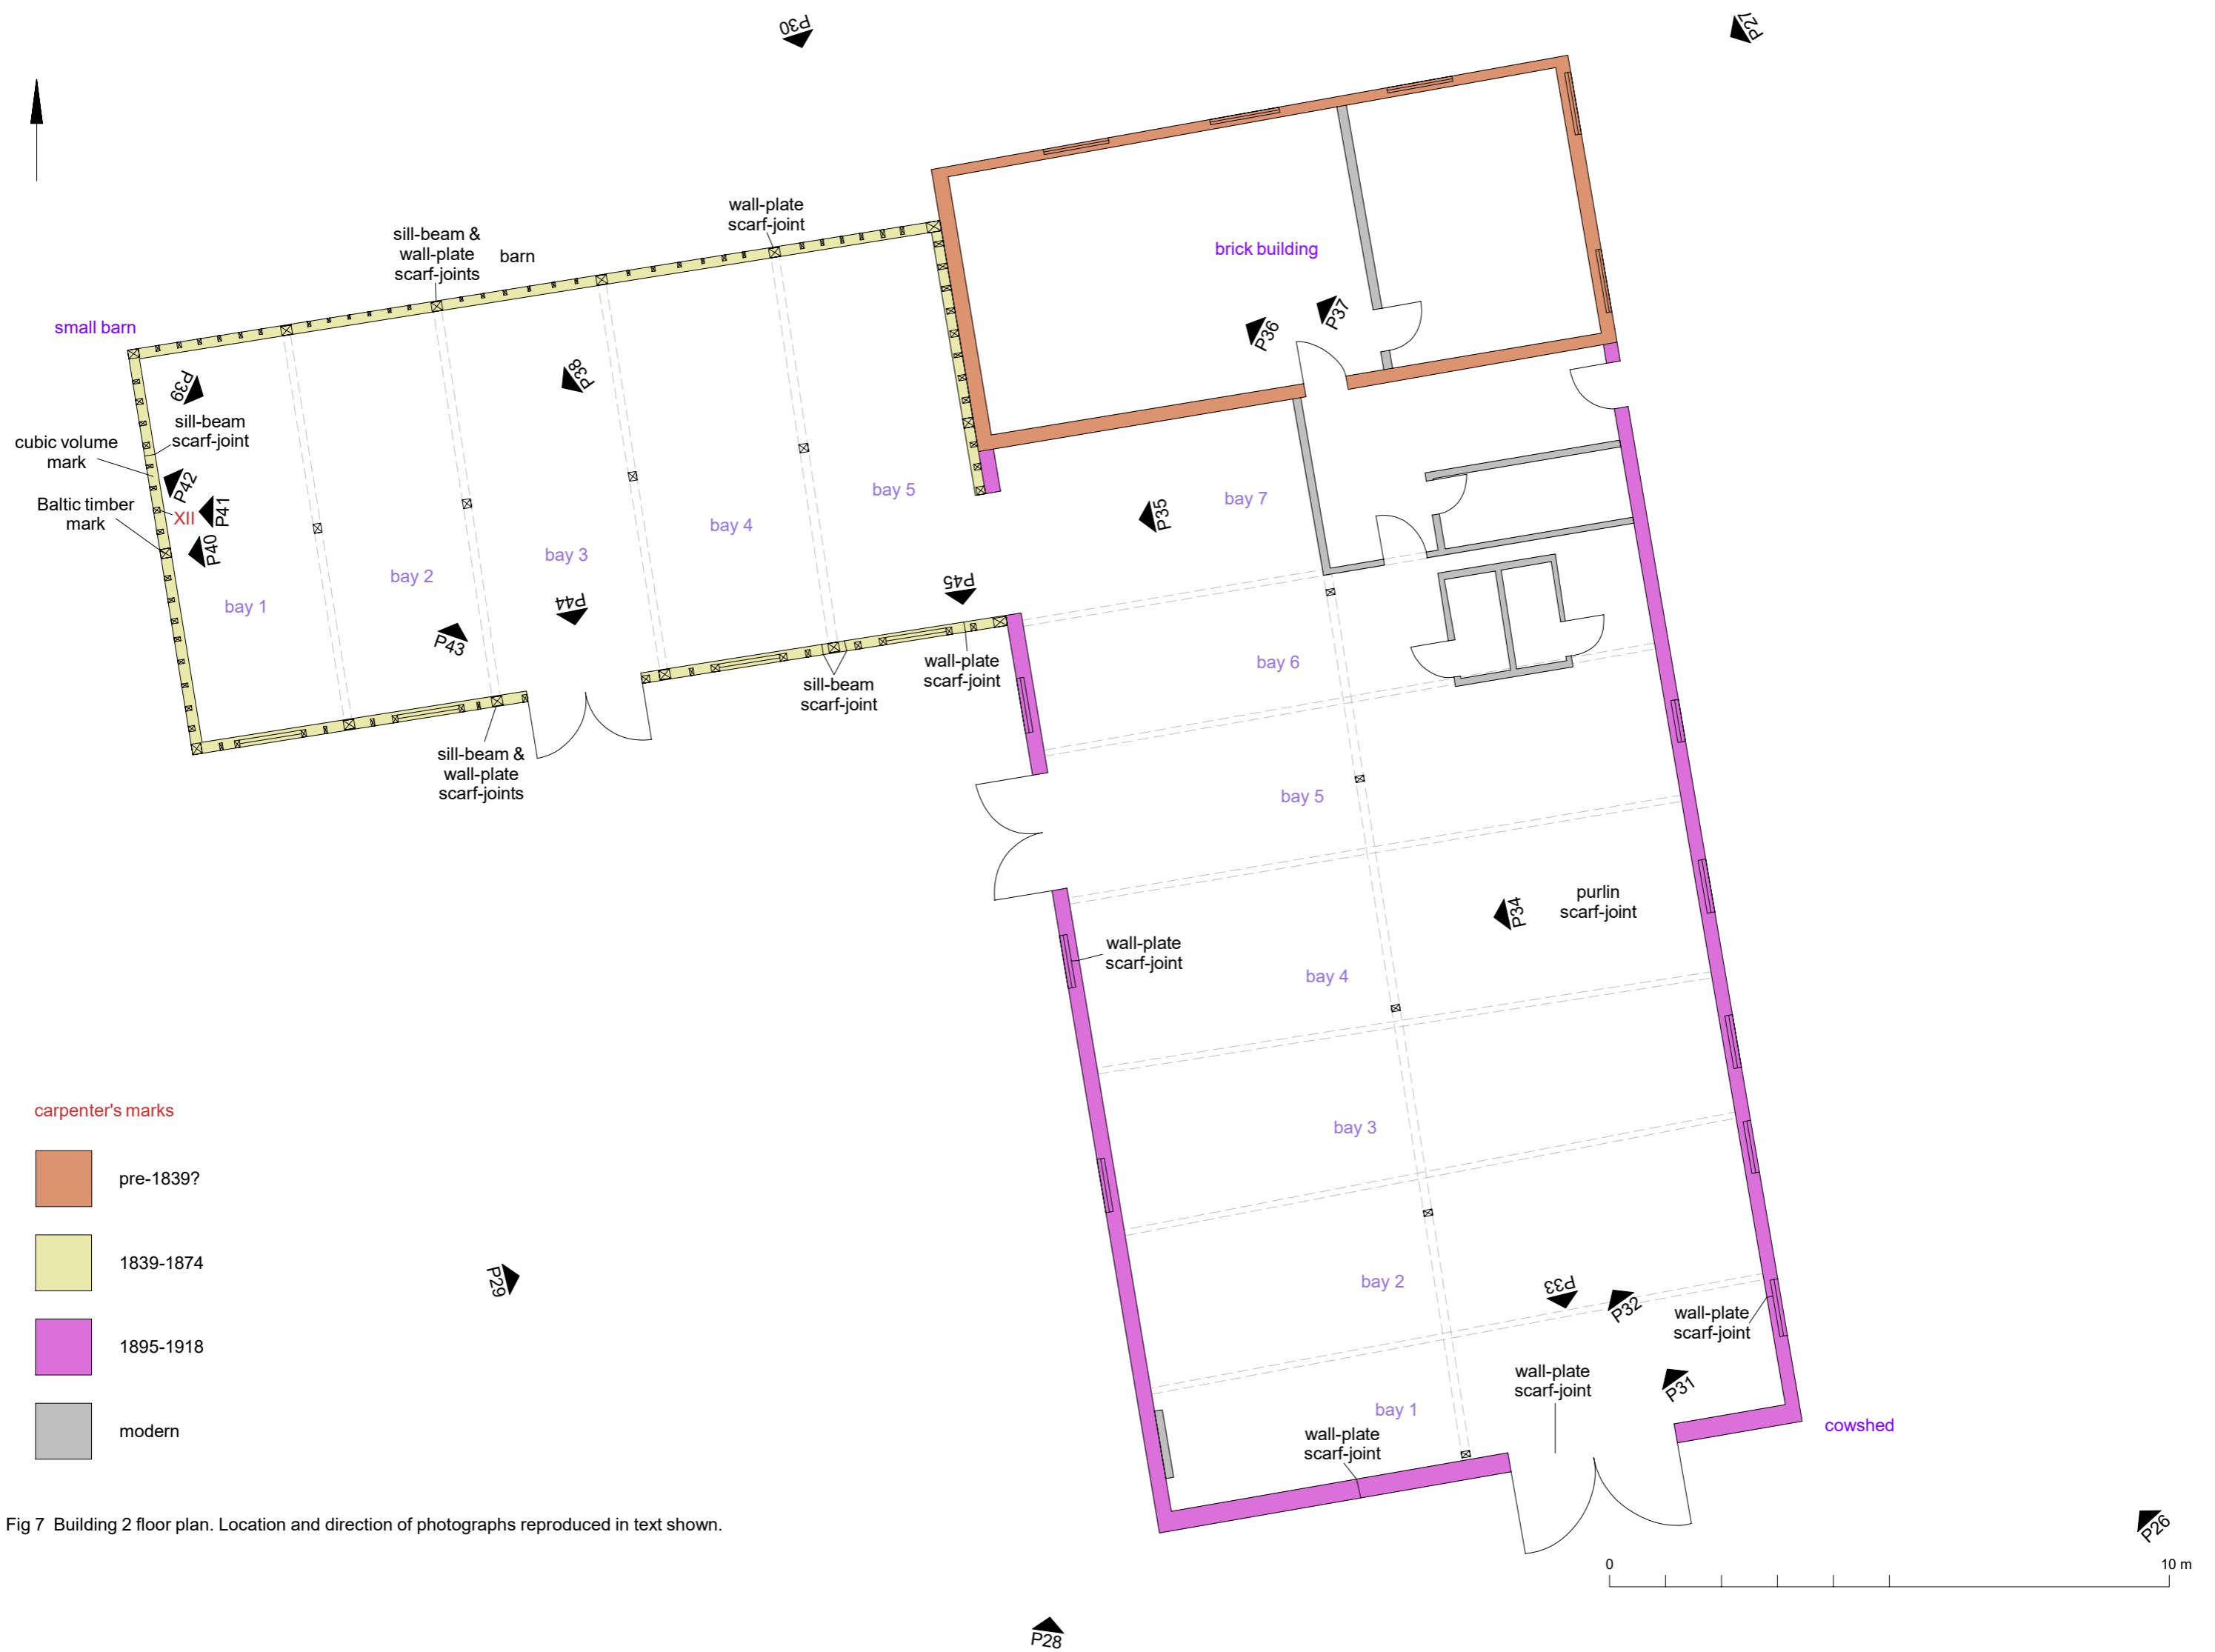 P30
P27
wall-plate
scarf-joint
sill-beam &
wall-plate
scarf-joints
barn
brick building
small barn
P37
P36
P38
P39
sill-beam
scarf-joint
cubic volume
mark
P42
Baltic timber
mark
XII
P41
P40
bay 5
bay 7
P35
bay 4
bay 3
bay 2
bay 1
P45
P44
P43
wall-plate
scarf-joint
sill-beam
scarf-joint
bay 6
sill-beam &
wall-plate
scarf-joints
bay 5
purlin
scarf-joint
P34
wall-plate
scarf-joint
bay 4
carpenter's marks
bay 3
pre-1839?
1839-1874
P29
bay 2
P33
P32
wall-plate
scarf-joint
1895-1918
wall-plate
scarf-joint
P31
bay 1
cowshed
modern
wall-plate
scarf-joint
Fig 7 Building 2 floor plan. Location and direction of photographs reproduced in text shown.
P26
0
10 m
P28